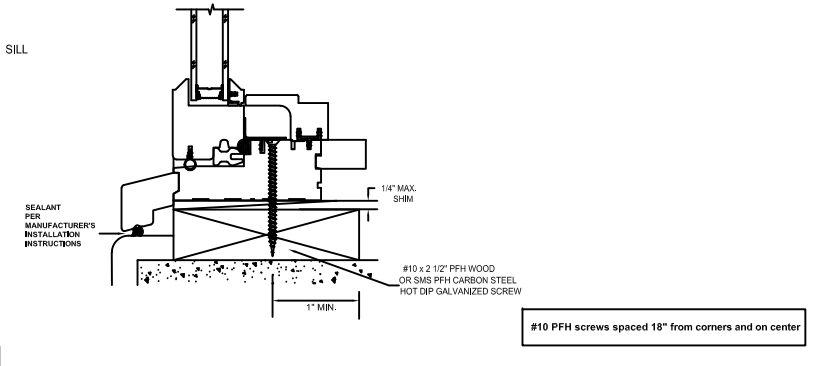 SILL
1/4" MAX.
SHIM
SEALANT
PER
MANUFACTURER'S
INSTALLATION
INSTRUCTIONS
#10 x 2 1/2" PFH WOOD
OR SMS PFH CARBON STEEL
HOT DIP GALVANIZED SCREW
1" MIN.
#10 PFH screws spaced 18" from corners and on center